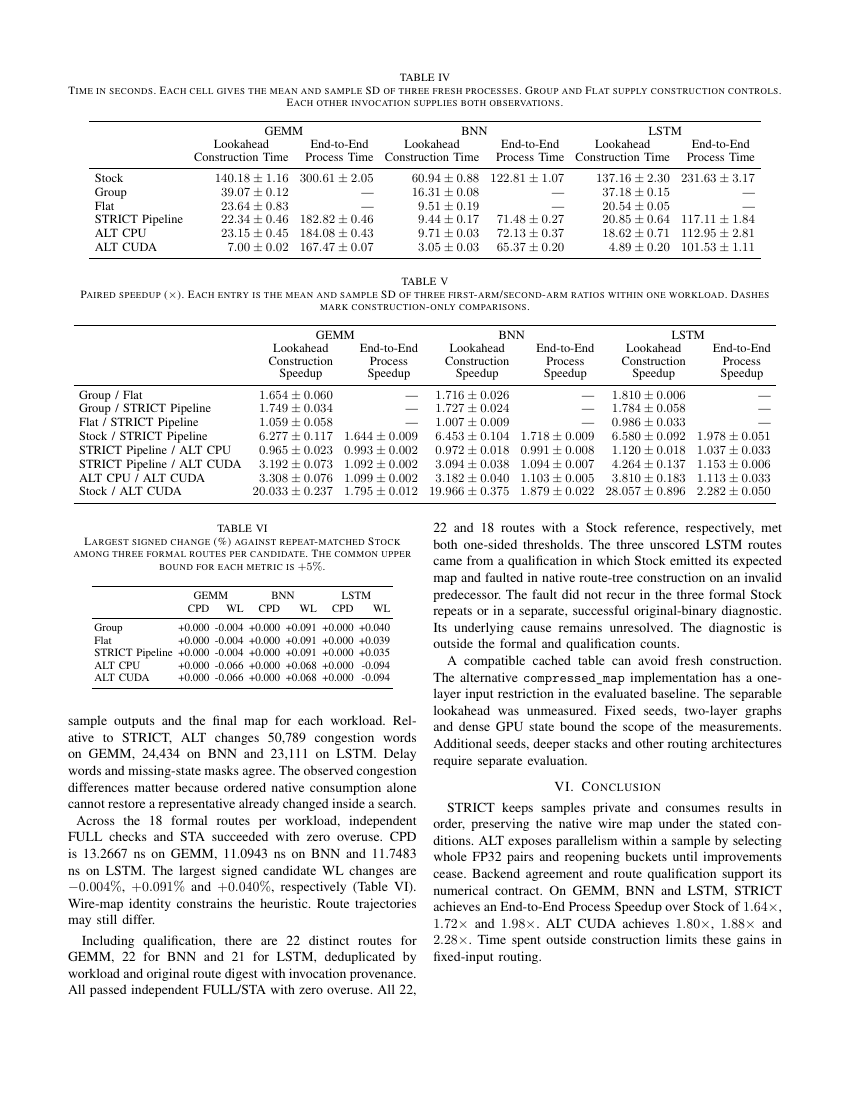 TABLE IV
TIME IN SECONDS. EACH CELL GIVES THE MEAN AND SAMPLE SD OF THREE FRESH PROCESSES. GROUP AND FLAT SUPPLY CONSTRUCTION CONTROLS.
EACH OTHER INVOCATION SUPPLIES BOTH OBSERVATIONS.
GEMM BNN LSTM
Lookahead End-to-End Lookahead End-to-End Lookahead End-to-End
Construction Time Process Time Construction Time Process Time Construction Time Process Time
Stock 140.18 ± 1.16 300.61 ± 2.05 60.94 ± 0.88 122.81 ± 1.07 137.16 ± 2.30 231.63 ± 3.17
Group 39.07 ± 0.12 — 16.31 ± 0.08 — 37.18 ± 0.15 —
Flat 23.64 ± 0.83 — 9.51 ± 0.19 — 20.54 ± 0.05 —
STRICT Pipeline 22.34 ± 0.46 182.82 ± 0.46 9.44 ± 0.17 71.48 ± 0.27 20.85 ± 0.64 117.11 ± 1.84
ALT CPU 23.15 ± 0.45 184.08 ± 0.43 9.71 ± 0.03 72.13 ± 0.37 18.62 ± 0.71 112.95 ± 2.81
ALT CUDA 7.00 ± 0.02 167.47 ± 0.07 3.05 ± 0.03 65.37 ± 0.20 4.89 ± 0.20 101.53 ± 1.11
TABLE V
PAIRED SPEEDUP (×). EACH ENTRY IS THE MEAN AND SAMPLE SD OF THREE FIRST-ARM/SECOND-ARM RATIOS WITHIN ONE WORKLOAD. DASHES
MARK CONSTRUCTION-ONLY COMPARISONS.
GEMM BNN LSTM
Lookahead End-to-End Lookahead End-to-End Lookahead End-to-End
Construction Process Construction Process Construction Process
Speedup Speedup Speedup Speedup Speedup Speedup
Group / Flat 1.654 ± 0.060 — 1.716 ± 0.026 — 1.810 ± 0.006 —
Group / STRICT Pipeline 1.749 ± 0.034 — 1.727 ± 0.024 — 1.784 ± 0.058 —
Flat / STRICT Pipeline 1.059 ± 0.058 — 1.007 ± 0.009 — 0.986 ± 0.033 —
Stock / STRICT Pipeline 6.277 ± 0.117 1.644 ± 0.009 6.453 ± 0.104 1.718 ± 0.009 6.580 ± 0.092 1.978 ± 0.051
STRICT Pipeline / ALT CPU 0.965 ± 0.023 0.993 ± 0.002 0.972 ± 0.018 0.991 ± 0.008 1.120 ± 0.018 1.037 ± 0.033
STRICT Pipeline / ALT CUDA 3.192 ± 0.073 1.092 ± 0.002 3.094 ± 0.038 1.094 ± 0.007 4.264 ± 0.137 1.153 ± 0.006
ALT CPU / ALT CUDA 3.308 ± 0.076 1.099 ± 0.002 3.182 ± 0.040 1.103 ± 0.005 3.810 ± 0.183 1.113 ± 0.033
Stock / ALT CUDA 20.033 ± 0.237 1.795 ± 0.012 19.966 ± 0.375 1.879 ± 0.022 28.057 ± 0.896 2.282 ± 0.050
TABLE VI
LARGEST SIGNED CHANGE (%) AGAINST REPEAT-MATCHED STOCK
AMONG THREE FORMAL ROUTES PER CANDIDATE. THE COMMON UPPER
BOUND FOR EACH METRIC IS +5%.
GEMM BNN LSTM
CPD WL CPD WL CPD WL
Group +0.000 -0.004 +0.000 +0.091 +0.000 +0.040
Flat +0.000 -0.004 +0.000 +0.091 +0.000 +0.039
STRICT Pipeline +0.000 -0.004 +0.000 +0.091 +0.000 +0.035
ALT CPU +0.000 -0.066 +0.000 +0.068 +0.000 -0.094
ALT CUDA +0.000 -0.066 +0.000 +0.068 +0.000 -0.094
sample outputs and the final map for each workload. Rel-
ative to STRICT, ALT changes 50,789 congestion words
on GEMM, 24,434 on BNN and 23,111 on LSTM. Delay
words and missing-state masks agree. The observed congestion
differences matter because ordered native consumption alone
cannot restore a representative already changed inside a search.
Across the 18 formal routes per workload, independent
FULL checks and STA succeeded with zero overuse. CPD
is 13.2667 ns on GEMM, 11.0943 ns on BNN and 11.7483
ns on LSTM. The largest signed candidate WL changes are
−0.004%, +0.091% and +0.040%, respectively (Table VI).
Wire-map identity constrains the heuristic. Route trajectories
may still differ.
Including qualification, there are 22 distinct routes for
GEMM, 22 for BNN and 21 for LSTM, deduplicated by
workload and original route digest with invocation provenance.
All passed independent FULL/STA with zero overuse. All 22,
22 and 18 routes with a Stock reference, respectively, met
both one-sided thresholds. The three unscored LSTM routes
came from a qualification in which Stock emitted its expected
map and faulted in native route-tree construction on an invalid
predecessor. The fault did not recur in the three formal Stock
repeats or in a separate, successful original-binary diagnostic.
Its underlying cause remains unresolved. The diagnostic is
outside the formal and qualification counts.
A compatible cached table can avoid fresh construction.
The alternative compressed_map implementation has a one-
layer input restriction in the evaluated baseline. The separable
lookahead was unmeasured. Fixed seeds, two-layer graphs
and dense GPU state bound the scope of the measurements.
Additional seeds, deeper stacks and other routing architectures
require separate evaluation.
VI. CONCLUSION
STRICT keeps samples private and consumes results in
order, preserving the native wire map under the stated con-
ditions. ALT exposes parallelism within a sample by selecting
whole FP32 pairs and reopening buckets until improvements
cease. Backend agreement and route qualification support its
numerical contract. On GEMM, BNN and LSTM, STRICT
achieves an End-to-End Process Speedup over Stock of 1.64×,
1.72× and 1.98×. ALT CUDA achieves 1.80×, 1.88× and
2.28×. Time spent outside construction limits these gains in
fixed-input routing.